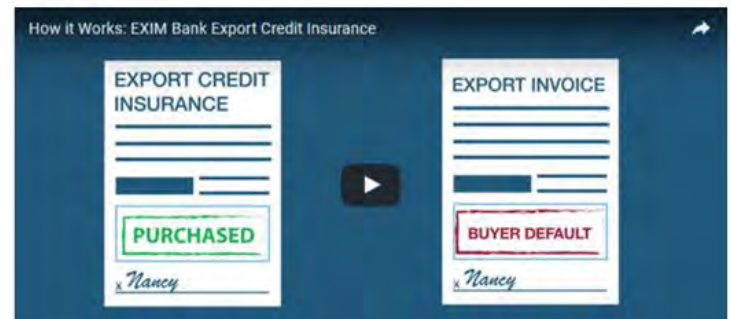 How it Works: EXIM Bank Export Credit Insurance
EXPORT CREDIT
INSURANCE
PURCHASED
x Nancy
EXPORT INVOICE
BUYER DEFAULT
x Nancy